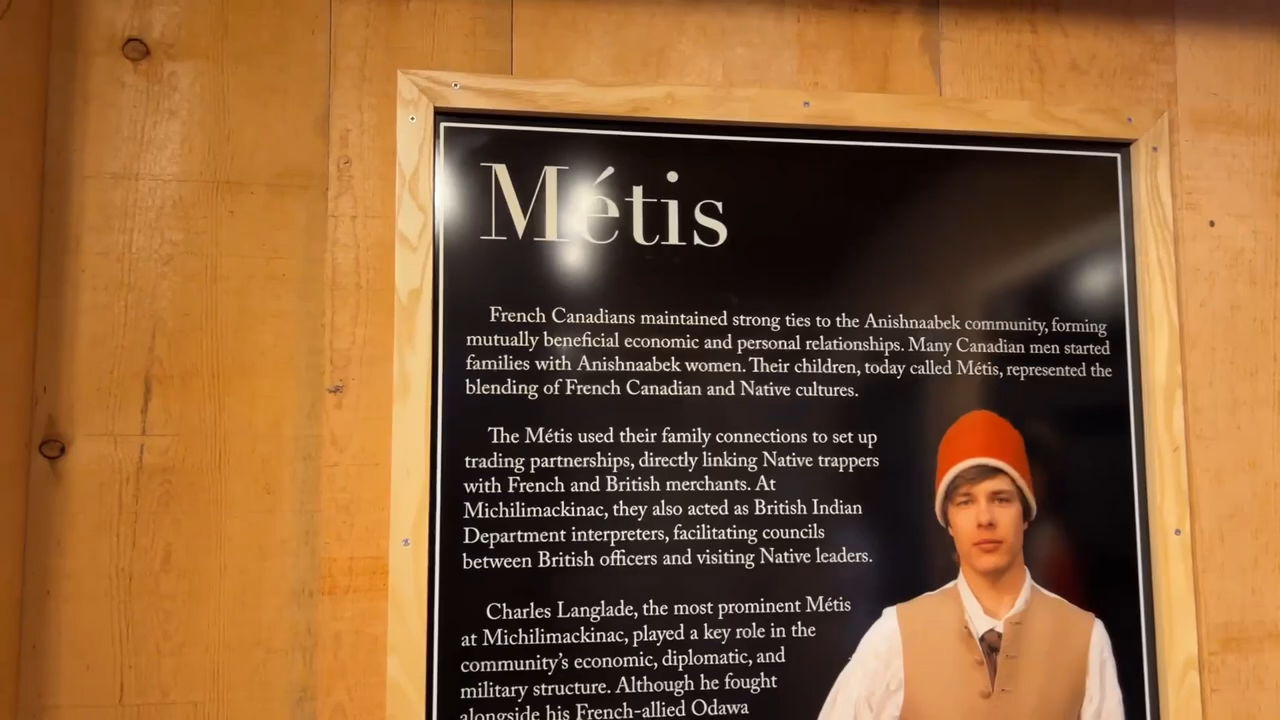 Métis
French Canadians maintained strong ties to the Anishnaabek community, forming
mutually beneficial economic and personal relationships. Many Canadian men started
families with Anishnaabek women. Their children, today called Métis, represented the
blending of French Canadian and Native cultures.
The Métis used their family connections to set up
trading partnerships, directly linking Native trappers
with French and British merchants. At
Michilimackinac, they also acted as British Indian
Department interpreters, facilitating councils
between British officers and visiting Native leaders.
Charles Langlade, the most prominent Métis
at Michilimackinac, played a key role in the
community's economic, diplomatic, and
military structure. Although he fought
alongside his French-allied Odawa